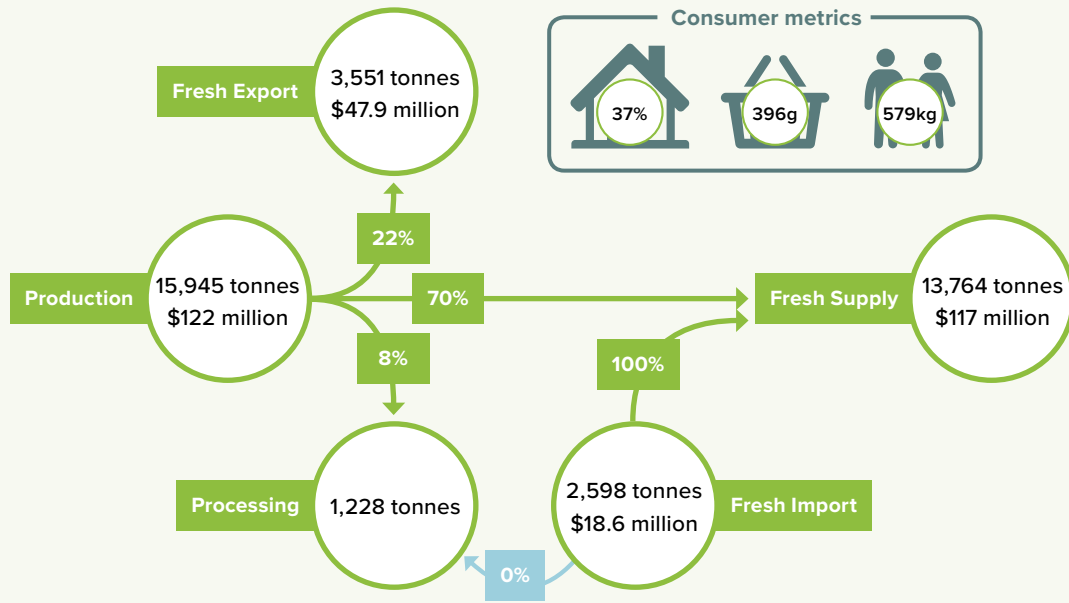 Consumer metrics
37%
396g
579kg
Fresh Export
3,551 tonnes
$47.9 million
22%
Production
15,945 tonnes
$122 million
70%
Fresh Supply
13,764 tonnes
$117 million
8%
100%
Processing
1,228 tonnes
2,598 tonnes
$18.6 million
Fresh Import
0%